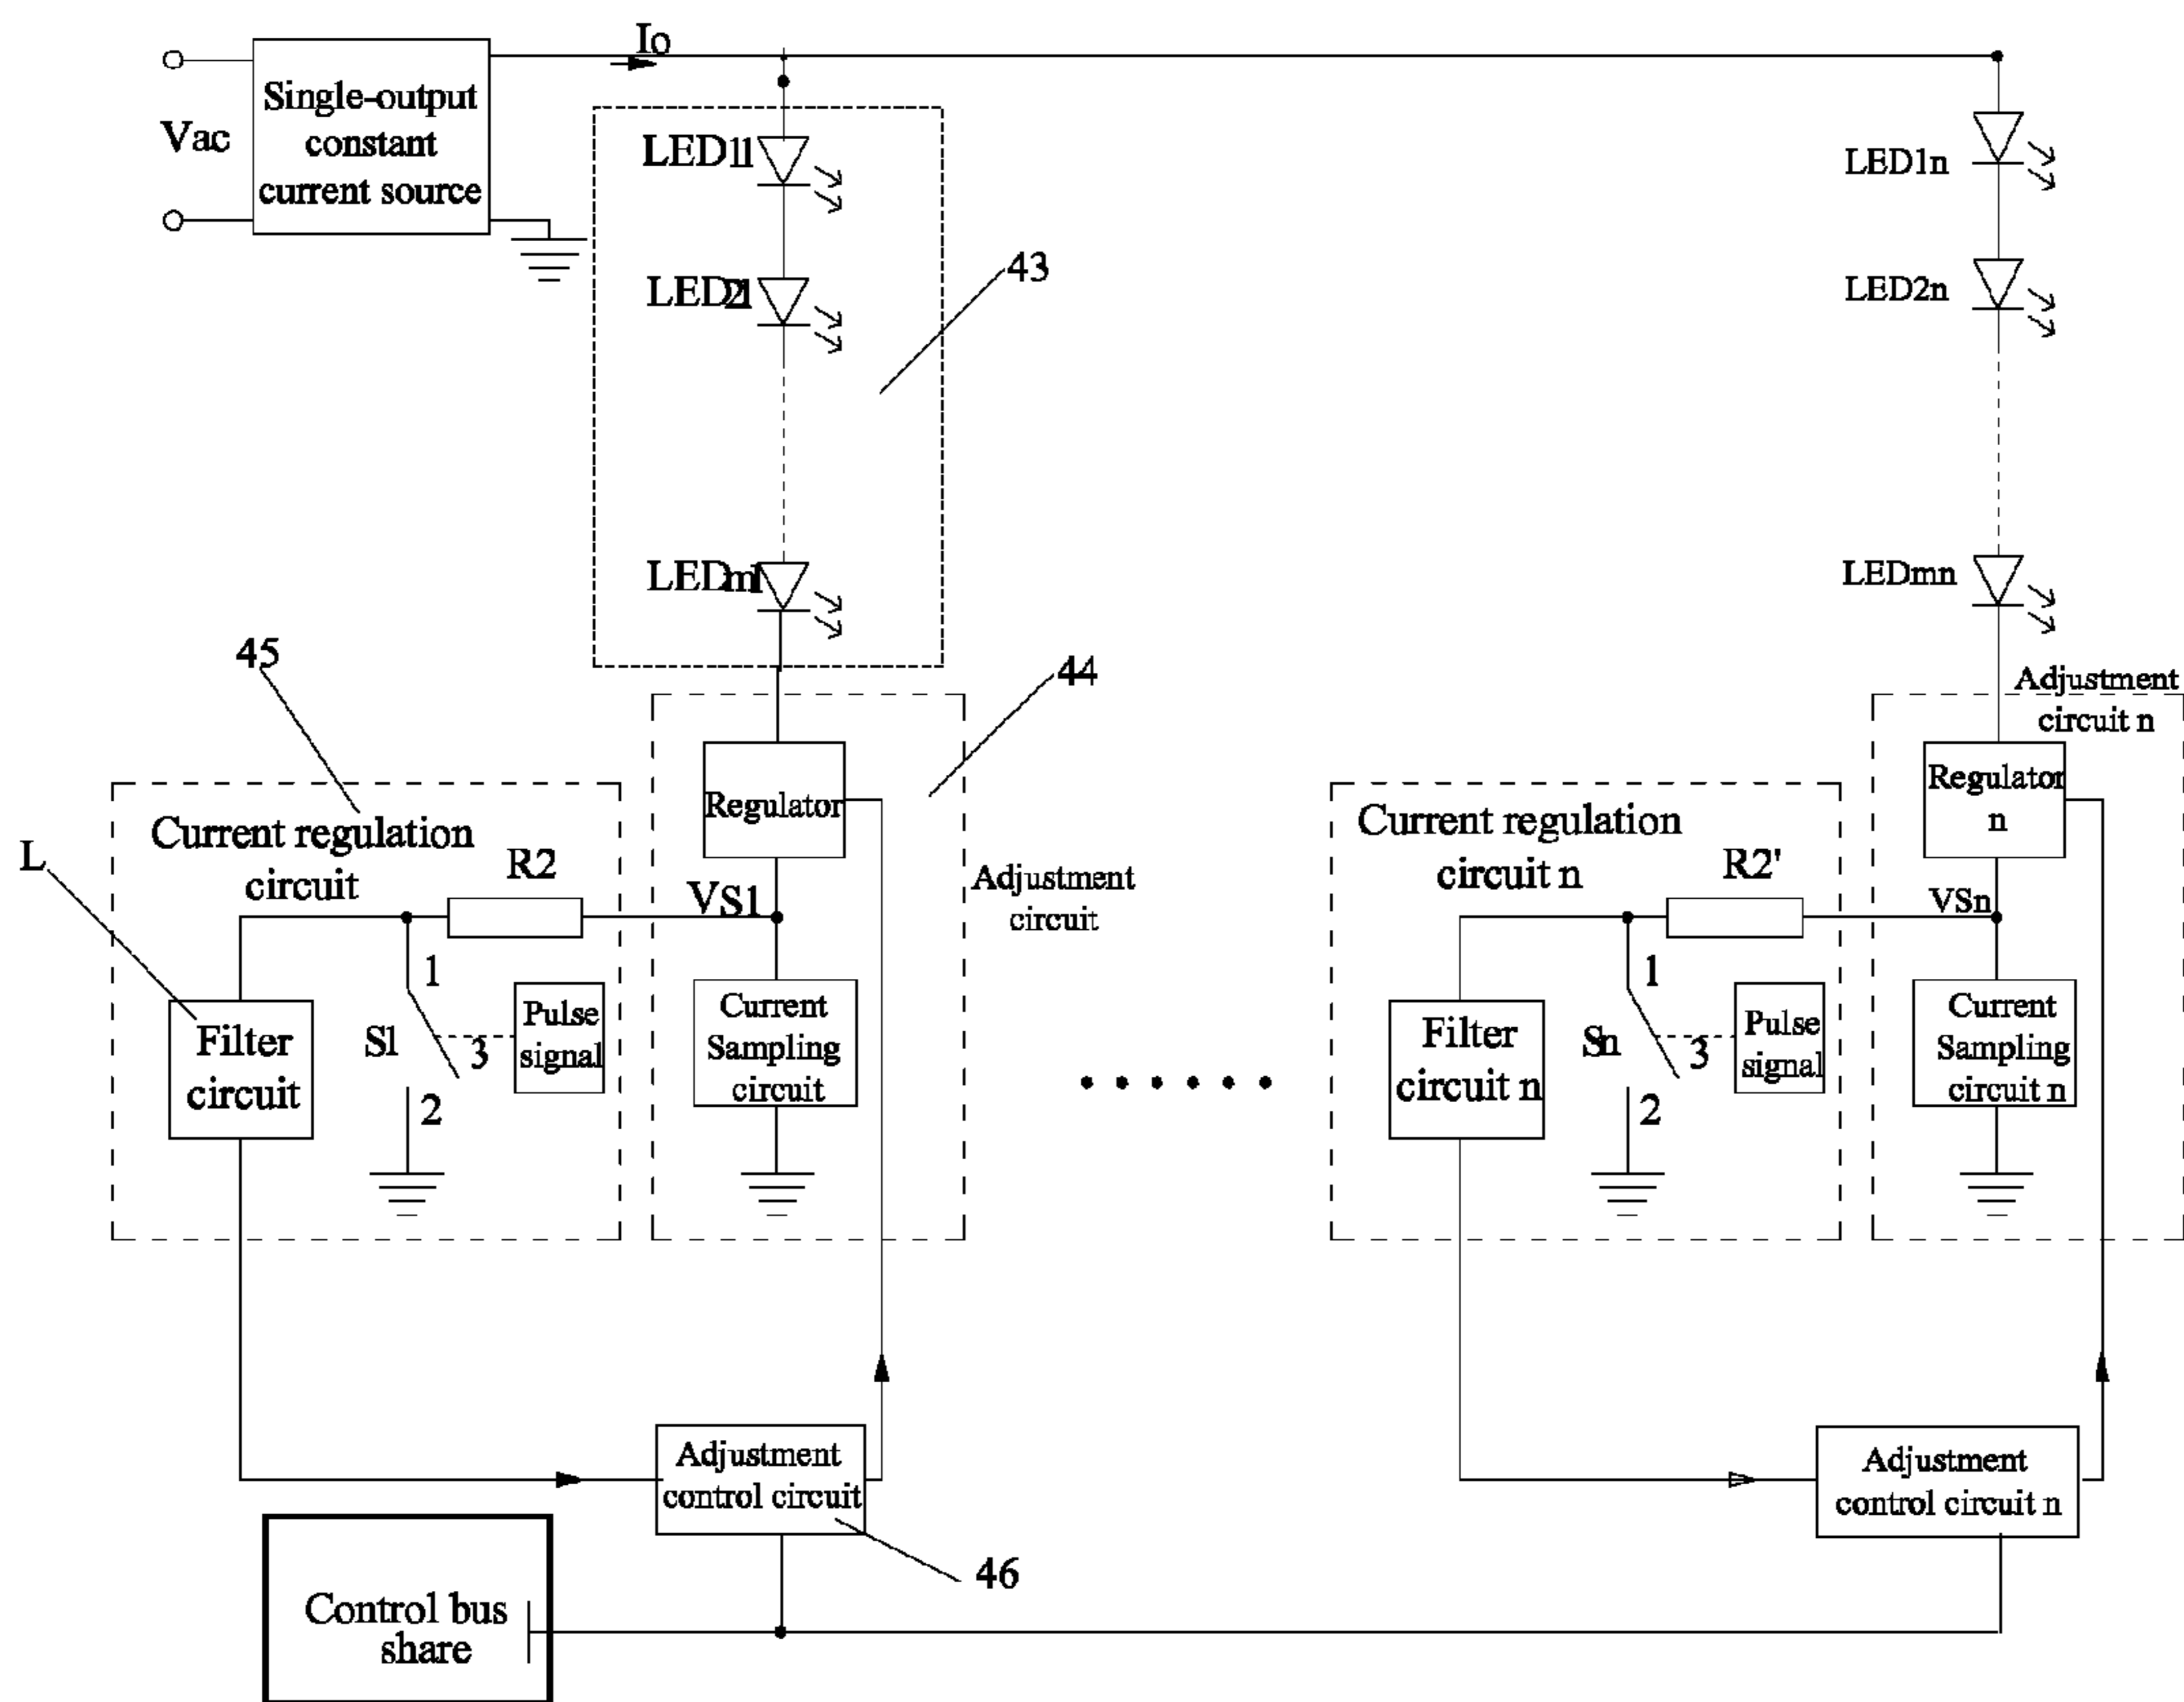 Io
Single-output
constant
current source
Vac
LED11
LED1n
43
LED21
LED2n
LEDm1
LEDmn
45
44
Adjustment
circuit n
Regulator
Regulator
n
Current regulation
circuit
L
R2
VS1
Adjustment
circuit
Current regulation
circuit n
R2'
VSn
1
S1
3
2
Pulse
signal
Filter
circuit
Current
Sampling
circuit
1
Sn
3
2
Pulse
signal
Filter
circuit n
Current
Sampling
circuit n
Adjustment
control circuit
46
Adjustment
control circuit n
Control bus
share